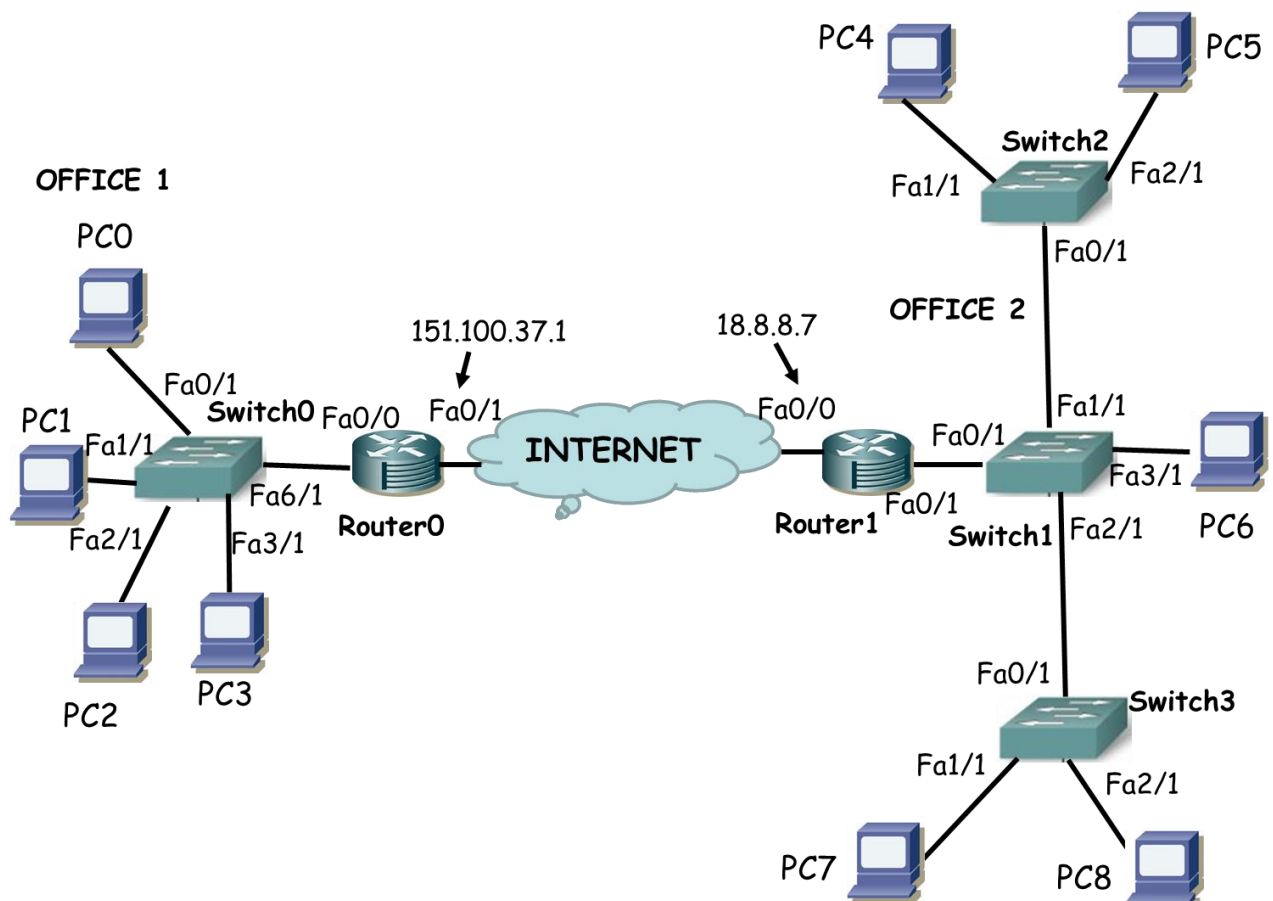 PC4
PC5
Switch2
Fa1/1
Fa2/1
Fa0/1
OFFICE 1
PC0
OFFICE 2
151.100.37.1
18.8.8.7
Fa0/1
Switch0
Fa0/0
Fa0/1
INTERNET
Fa0/0
Fa0/1
Fa1/1
PC1
Fa1/1
Fa6/1
Router0
Router1
Fa0/1
Switch1
Fa3/1
Fa2/1
PC6
Fa2/1
Fa3/1
PC2
PC3
Fa0/1
Switch3
Fa1/1
Fa2/1
PC7
PC8